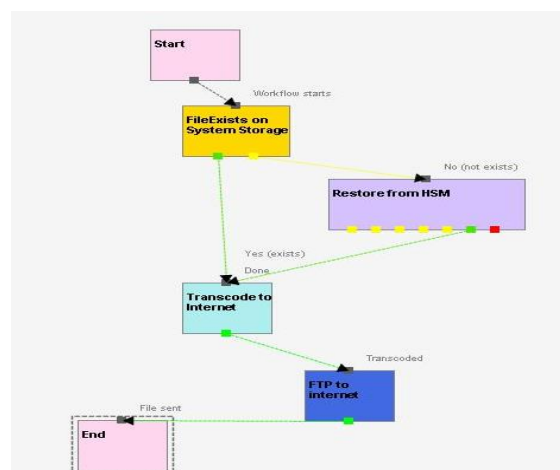 Start
Workflow starts
FileExists on
System Storage
No (not exists)
Restore from HSM
Yes (exists)
Done
Transcode to
Internet
Transcoded
FTP to
internet
File sent
End